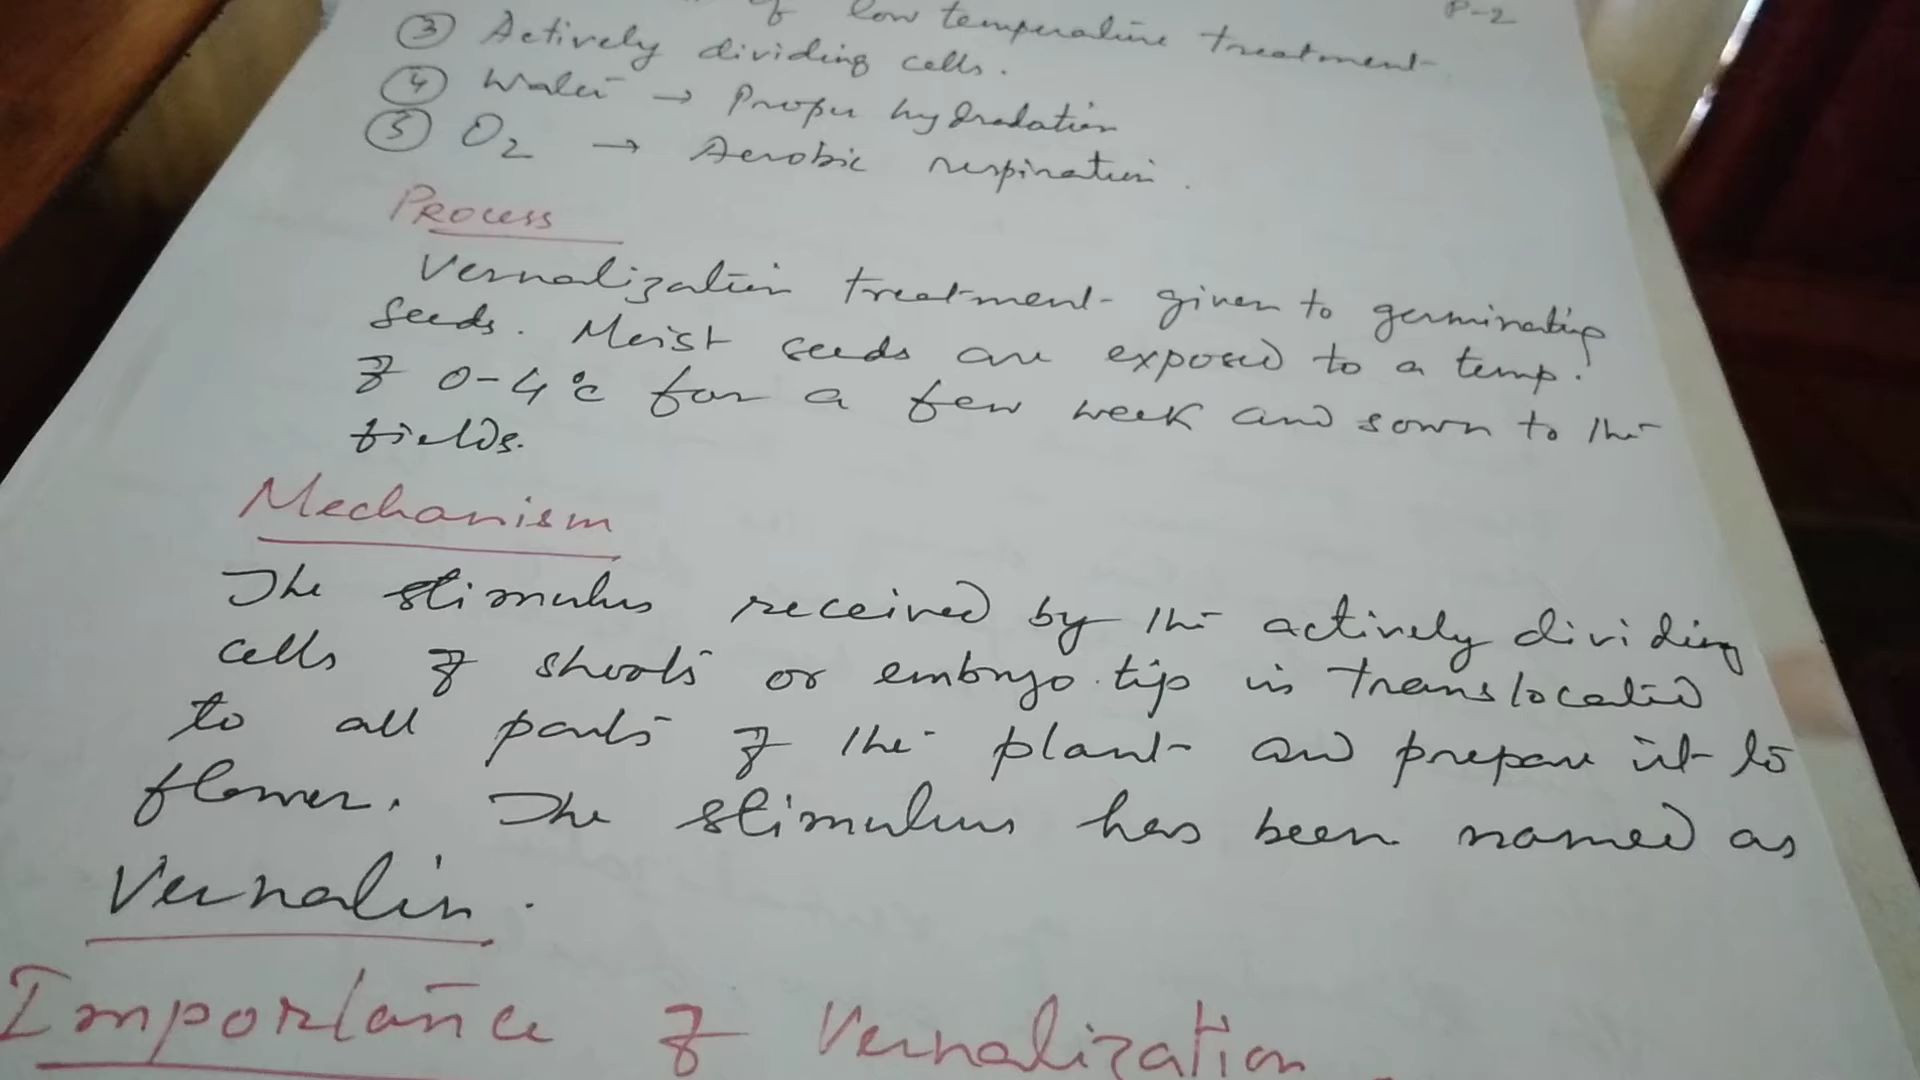 of low temperature treatment P-2
③ Actively dividing cells.
④ Water → Proper hydration
⑤ O₂ → Aerobic respiration.
Process
Vernalization treatment given to germinating
seeds. Moist seeds are exposed to a temp.
of 0-4°c for a few week and sown to the
fields.
Mechanism
The stimulus received by the actively dividing
cells of shoots or embryo tip is translocated
to all parts of the plant and prepare it to
flower. The stimulus has been named as
Vernalin.
Importance of Vernalization